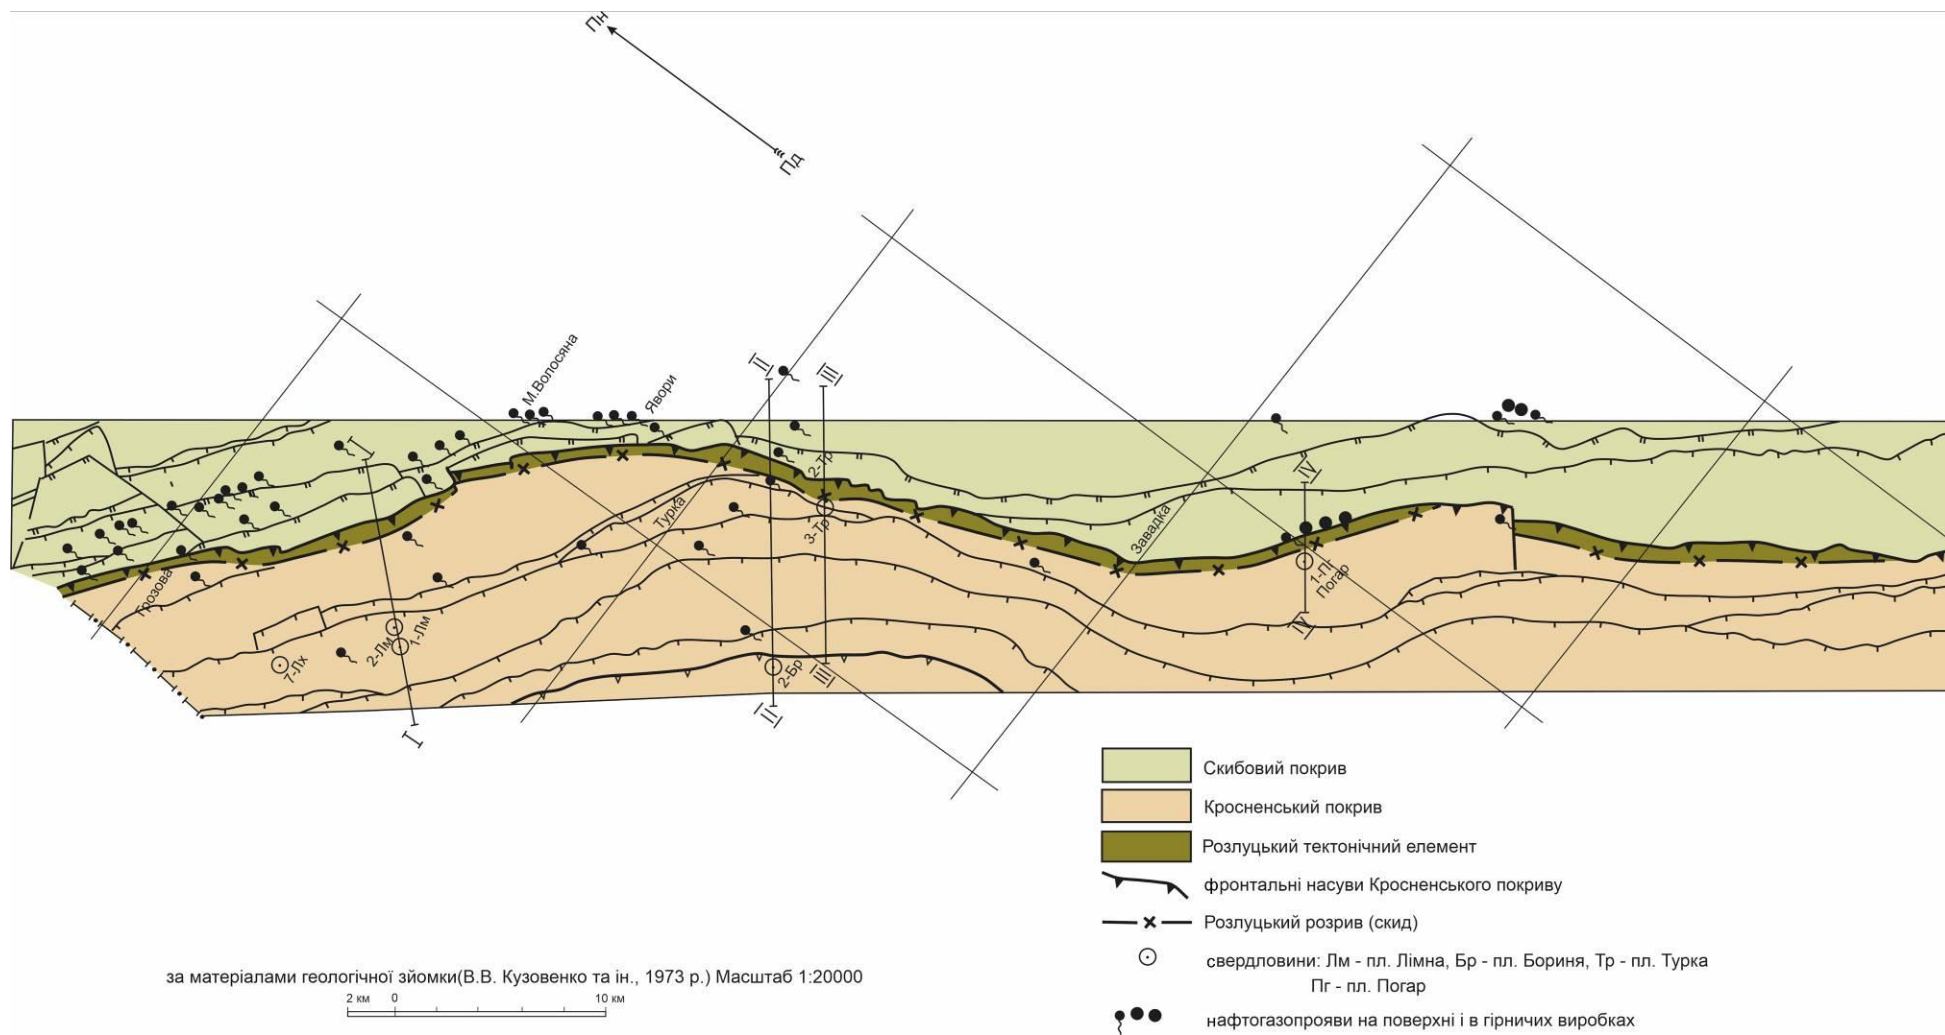 Пн
Пд
М.Волосяна
Явори
II
III
I
2-Тр
IV
Турка
3-Тр
Завадка
Грозова
1-Пг
Погар
IV
2-Лм
1-Лм
7-Лх
2-Бр
III
II
I
Скибовий покрив
Кросненський покрив
Розлуцький тектонічний елемент
фронтальні насуви Кросненського покриву
Розлуцький розрив (скид)
свердловини: Лм - пл. Лімна, Бр - пл. Бориня, Тр - пл. Турка
Пг - пл. Погар
нафтогазопрояви на поверхні і в гірничих виробках
за матеріалами геологічної зйомки(В.В. Кузовенко та ін., 1973 р.) Масштаб 1:20000
2 км 0 10 км